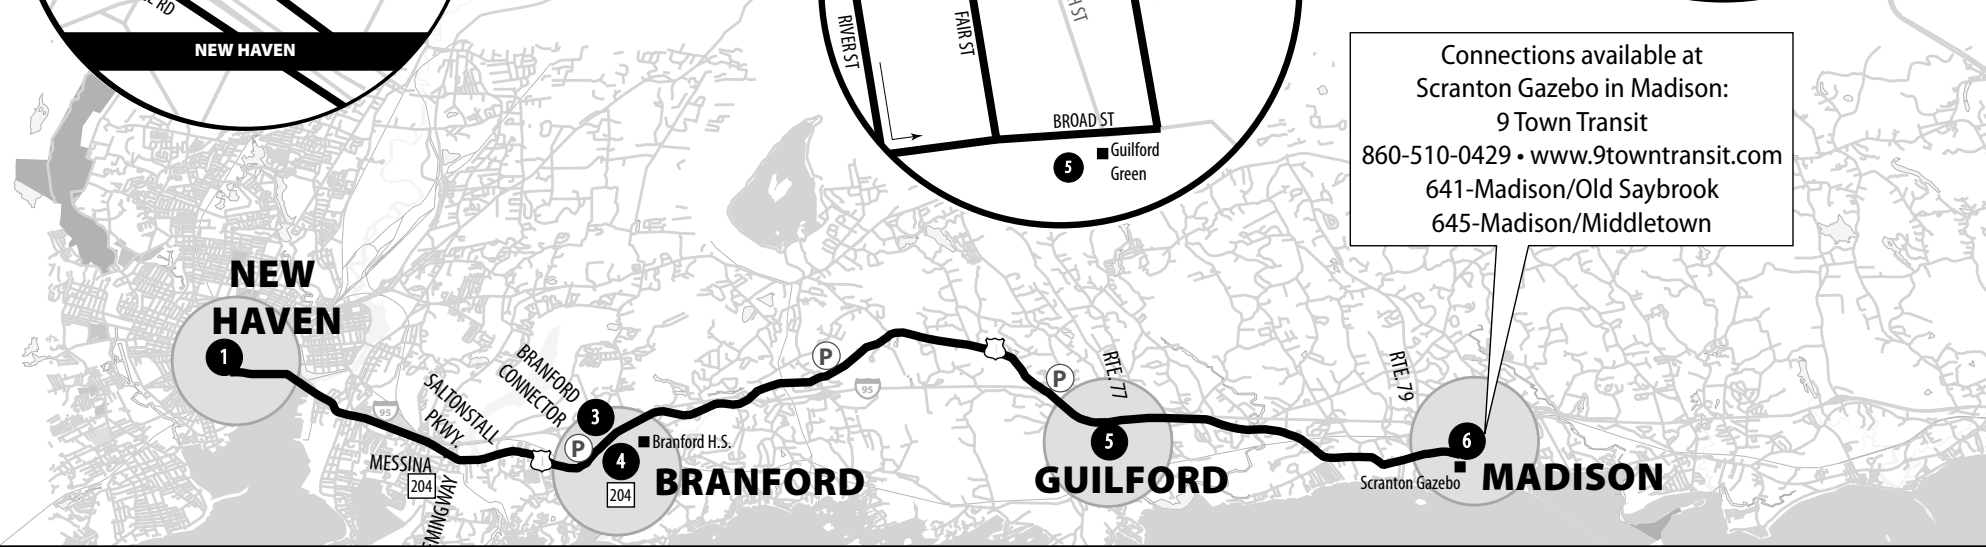 RD
NEW HAVEN
RIVER ST
FAIR ST
ST
BROAD ST
5
Guilford
Green
Connections available at
Scranton Gazebo in Madison:
9 Town Transit
860-510-0429 • www.9towntransit.com
641-Madison/Old Saybrook
645-Madison/Middletown
NEW
HAVEN
1
95
SALTONSTALL
PKWY.
MESSINA
204
BRANFORD
CONNECTOR
3
P
4
Branford H.S.
204
BRANFORD
P
95
P
RTE. 77
5
GUILFORD
RTE. 79
6
Scranton Gazebo
MADISON